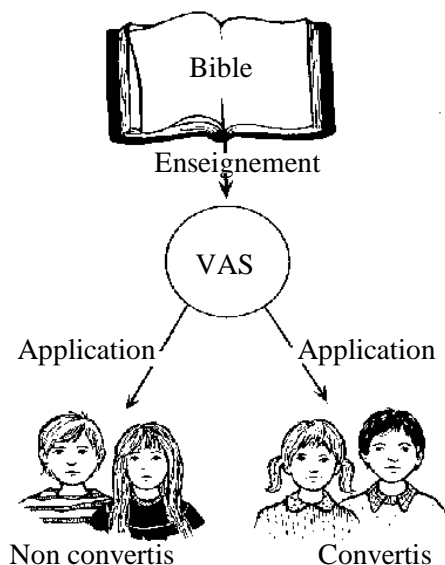 Bible
Enseignement
VAS
Application Application
Non convertis Convertis